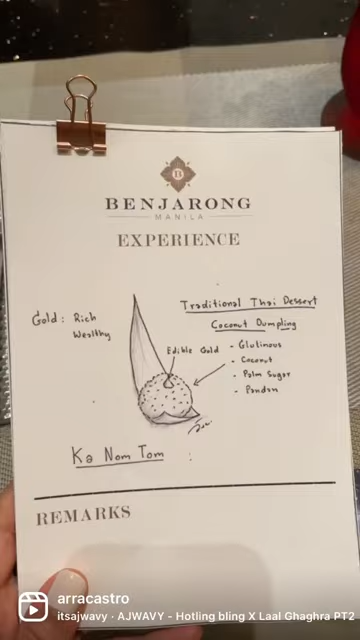 B
BENJARONG
MANILA
EXPERIENCE
Gold: Rich
Wealthy
Traditional Thai Dessert
Coconut Dumpling
Edible Gold
- Glutinous
- Coconut
- Palm Sugar
- Pandan
Ka Nom Tom :
REMARKS
arracastro
itsajwavy · AJWAVY - Hotling bling X Laal Ghaghra PT2